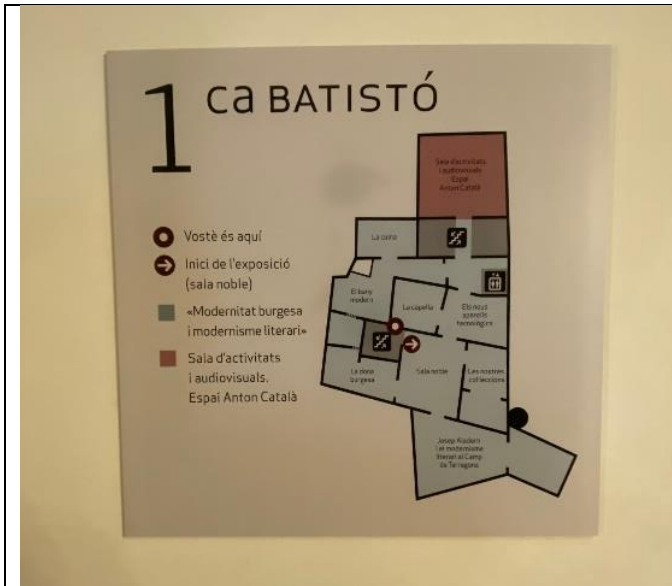 1 ca BATISTÓ
Vostè és aquí
Inici de l'exposició
(sala noble)
«Modernitat burgesa
i modernisme literari»
Sala d'activitats
i audiovisuals.
Espai Anton Català
Sala d'activitats
i audiovisuals
Espai
Anton Català
La cuina
El bany
modern
La capella
Els nous
aparells
tecnològics
La dona
burgesa
Sala noble
Les nostres
col·leccions
Josep Aladern
i el modernisme
literari al Camp
de Tarragona